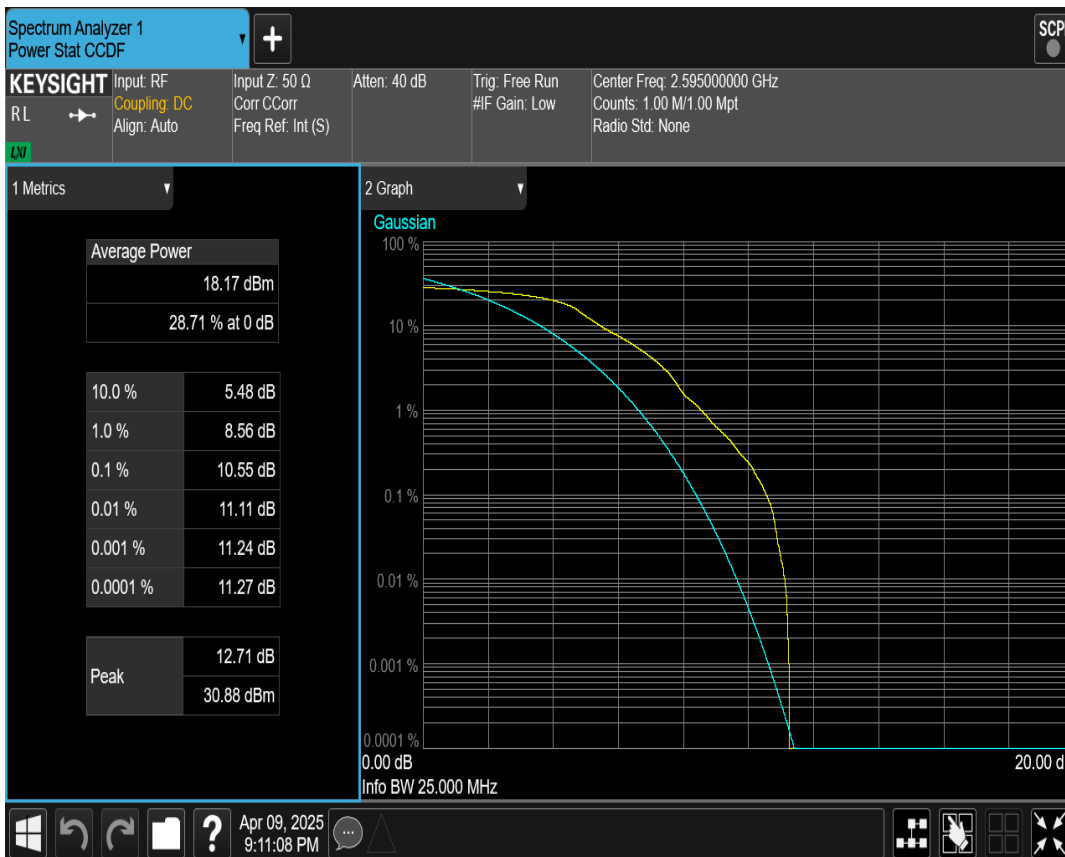 Spectrum Analyzer 1
Power Stat CCDF
+
SCP
KEYSIGHT
RL
LXI
Input: RF
Coupling: DC
Align: Auto
Input Z: 50 Ω
Corr CCorr
Freq Ref: Int (S)
Atten: 40 dB
Trig: Free Run
#IF Gain: Low
Center Freq: 2.595000000 GHz
Counts: 1.00 M/1.00 Mpt
Radio Std: None
1 Metrics
Average Power
18.17 dBm
28.71 % at 0 dB
10.0 % 5.48 dB
1.0 % 8.56 dB
0.1 % 10.55 dB
0.01 % 11.11 dB
0.001 % 11.24 dB
0.0001 % 11.27 dB
Peak
12.71 dB
30.88 dBm
2 Graph
Gaussian
100 %
10 %
1 %
0.1 %
0.01 %
0.001 %
0.0001 %
0.00 dB 20.00 d
Info BW 25.000 MHz
?
Apr 09, 2025
9:11:08 PM